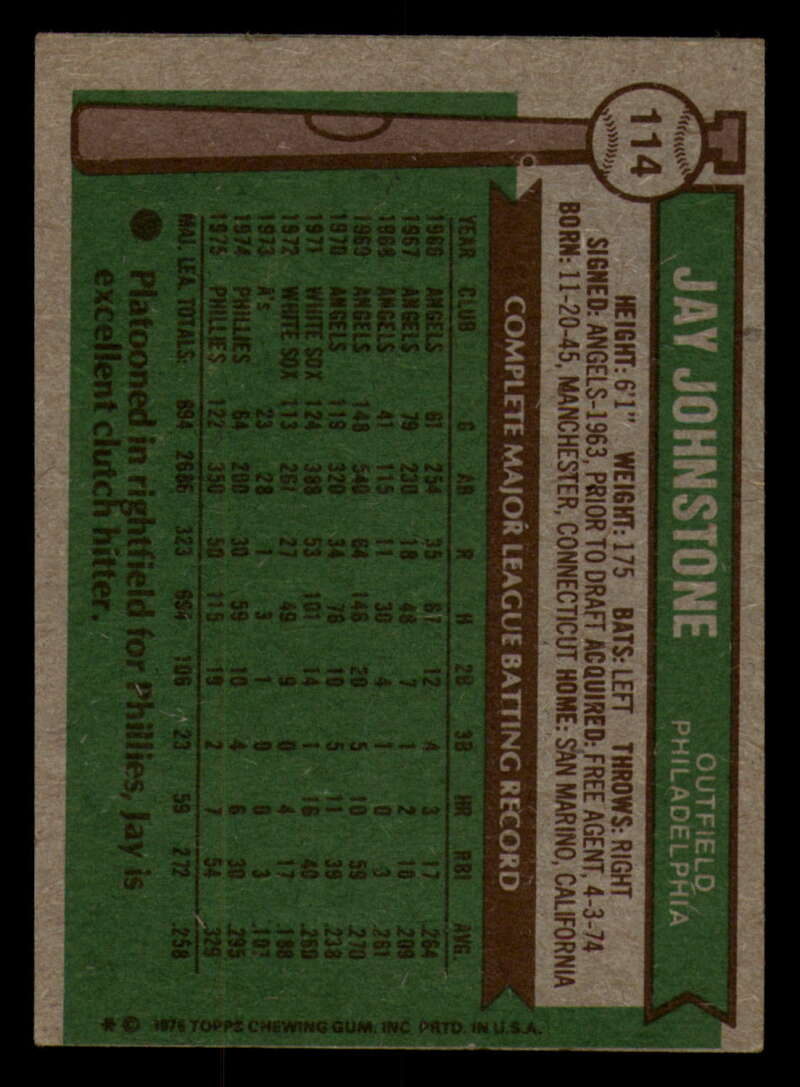 114
JAY JOHNSTONE
OUTFIELD
PHILADELPHIA
HEIGHT: 6'1" WEIGHT: 175 BATS: LEFT THROWS: RIGHT
SIGNED: ANGELS-1963, PRIOR TO DRAFT ACQUIRED: FREE AGENT, 4-3-74
BORN: 11-20-45, MANCHESTER, CONNECTICUT HOME: SAN MARINO, CALIFORNIA
COMPLETE MAJOR LEAGUE BATTING RECORD
YEAR CLUB G AB R H 2B 3B HR RBI AVG.
1966 ANGELS 61 254 35 67 12 4 3 17 .264
1967 ANGELS 79 230 18 48 7 1 2 10 .209
1968 ANGELS 41 115 11 30 4 1 0 3 .261
1969 ANGELS 148 540 64 146 20 5 10 59 .270
1970 ANGELS 119 320 34 76 10 5 11 39 .238
1971 WHITE SOX 124 388 53 101 14 1 16 40 .260
1972 WHITE SOX 113 261 27 49 9 0 4 17 .188
1973 A's 23 28 1 3 1 0 0 3 .107
1974 PHILLIES 64 200 30 59 10 4 6 30 .295
1975 PHILLIES 122 350 50 115 19 2 7 54 .329
MAJ. LEA. TOTALS: 894 2686 323 694 106 23 59 272 .258
Platooned in rightfield for Phillies, Jay is
excellent clutch hitter.
* © 1976 TOPPS CHEWING GUM, INC. PRTD. IN U.S.A.